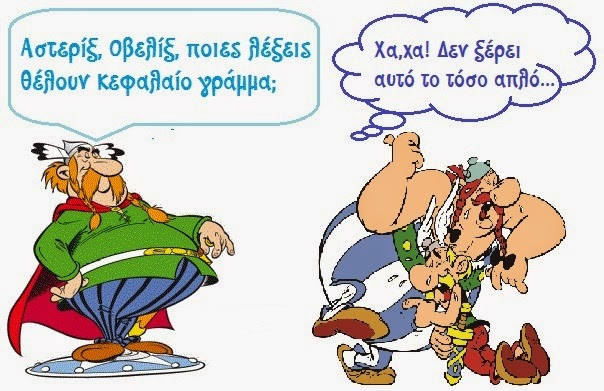 Αστερίξ, Οβελίξ, ποιες λέξεις
θέλουν κεφαλαίο γράμμα;
Χα,χα! Δεν ξέρει
αυτό το τόσο απλό...